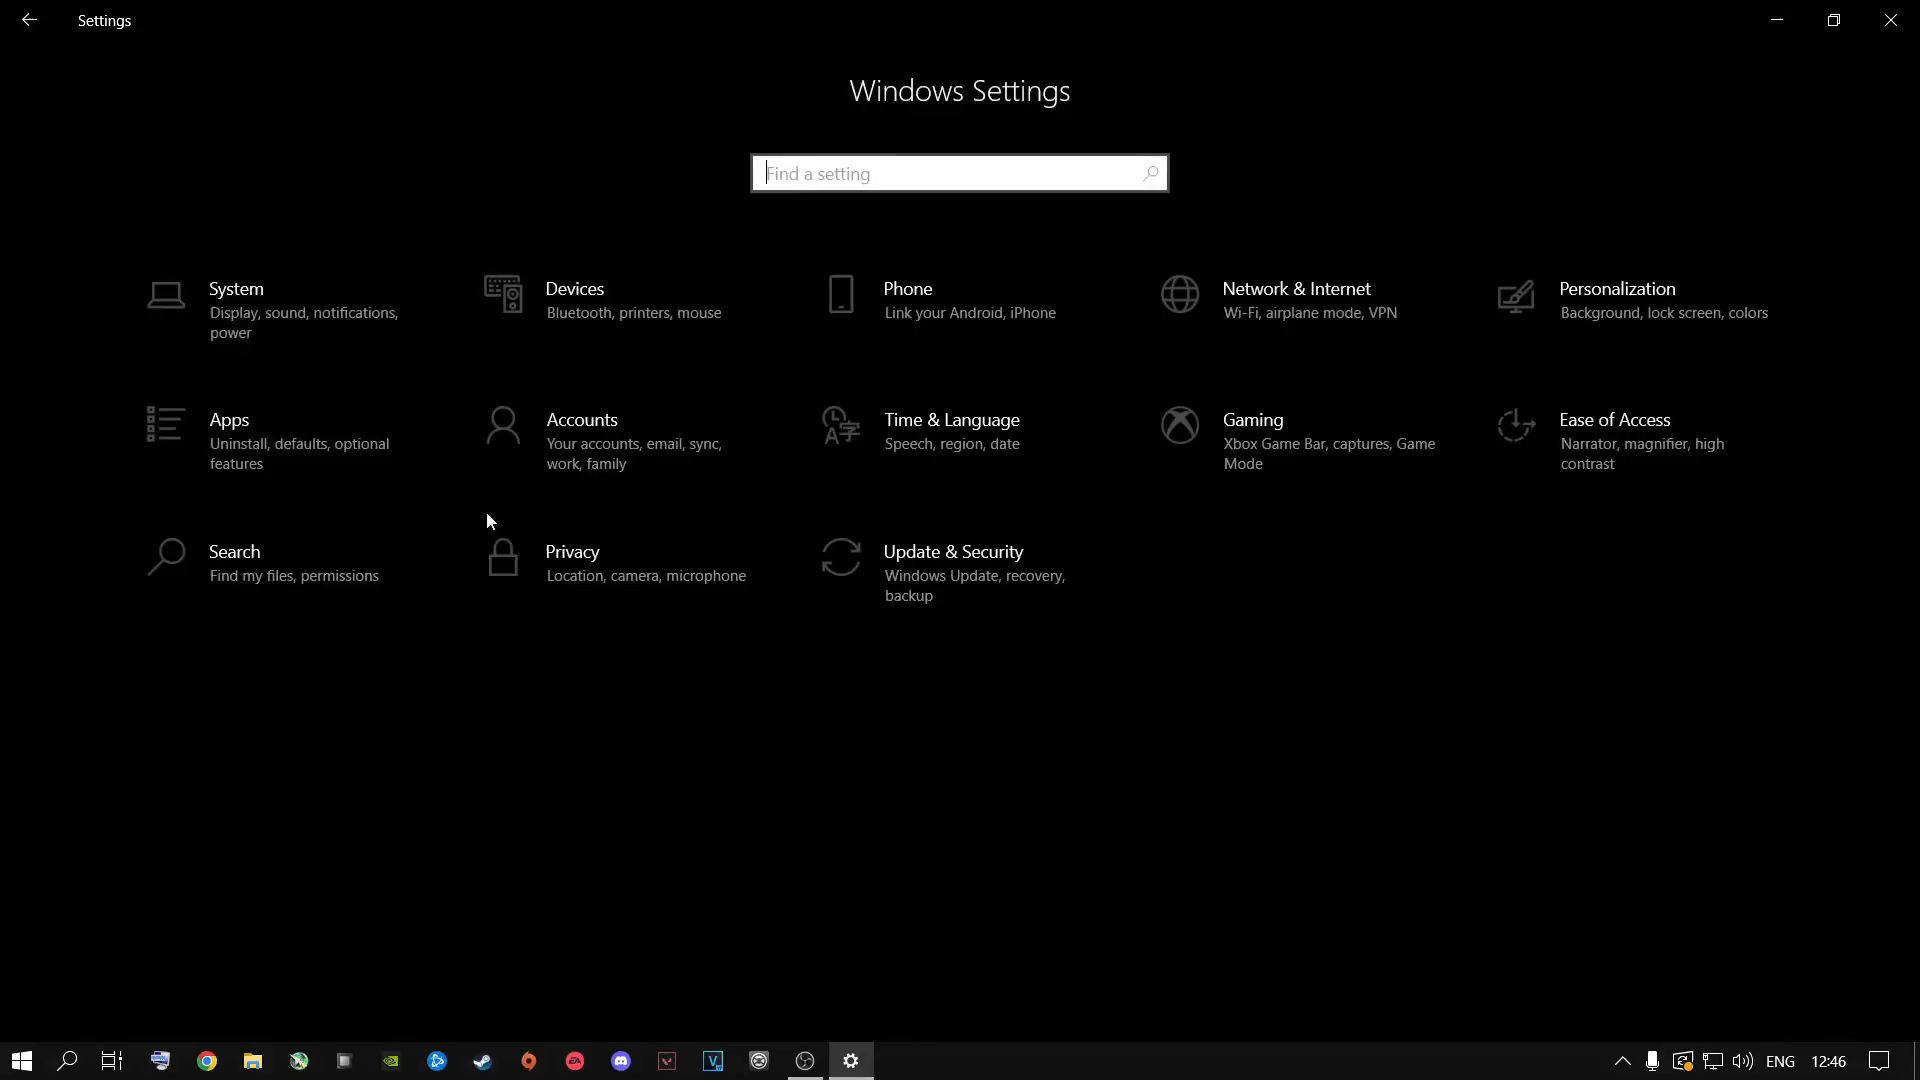 Settings
Windows Settings
Find a setting
System
Display, sound, notifications,
power
Devices
Bluetooth, printers, mouse
Phone
Link your Android, iPhone
Network & Internet
Wi-Fi, airplane mode, VPN
Personalization
Background, lock screen, colors
Apps
Uninstall, defaults, optional
features
Accounts
Your accounts, email, sync,
work, family
Time & Language
Speech, region, date
Gaming
Xbox Game Bar, captures, Game
Mode
Ease of Access
Narrator, magnifier, high
contrast
Search
Find my files, permissions
Privacy
Location, camera, microphone
Update & Security
Windows Update, recovery,
backup
ENG
12:46